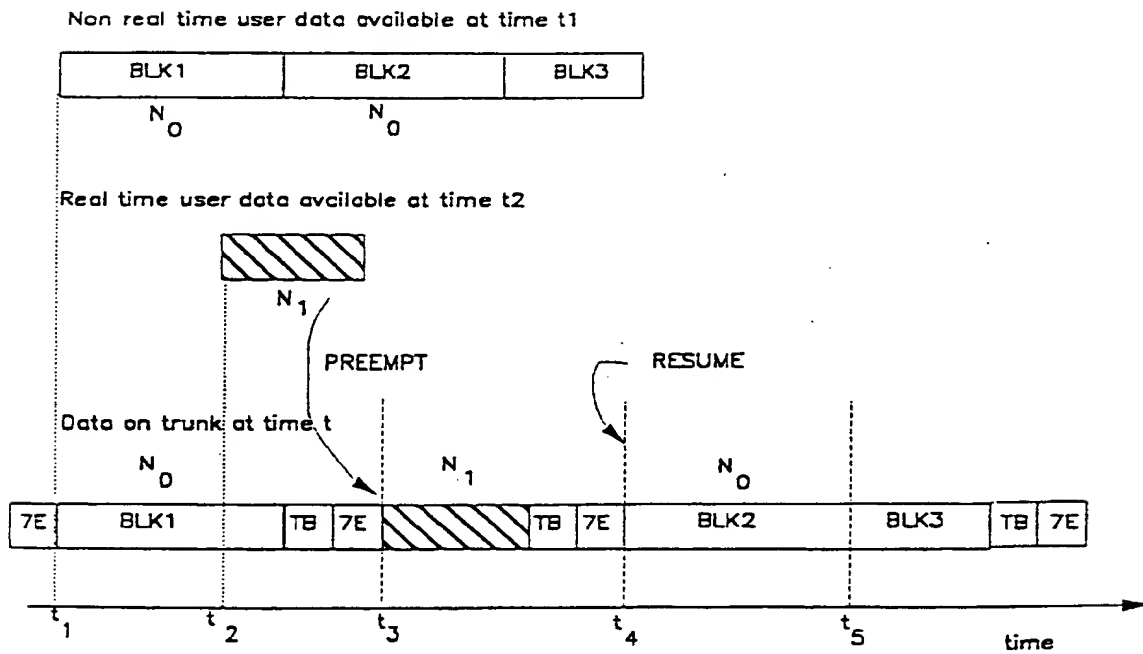 Non real time user data available at time t1
BLK1 BLK2 BLK3
N0 N0
Real time user data available at time t2
N1
PREEMPT RESUME
Data on trunk at time t
N0 N1 N0
7E BLK1 TB 7E TB 7E BLK2 BLK3 TB 7E
t1 t2 t3 t4 t5 time